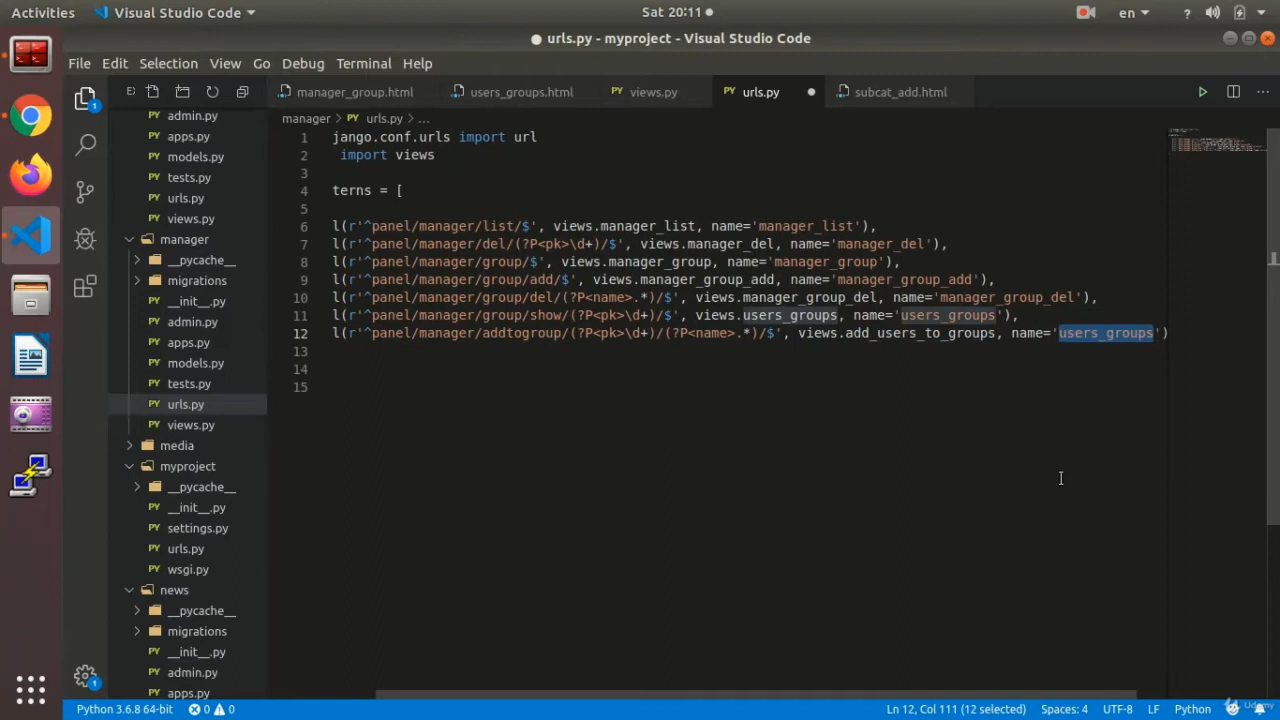 Activities Visual Studio Code Sat 20:11 en ?
urls.py - myproject - Visual Studio Code
File Edit Selection View Go Debug Terminal Help
manager_group.html users_groups.html views.py urls.py subcat_add.html
manager > urls.py > ...
admin.py
apps.py
models.py
tests.py
urls.py
views.py
manager
__pycache__
migrations
__init__.py
admin.py
apps.py
models.py
tests.py
urls.py
views.py
media
myproject
__pycache__
__init__.py
settings.py
urls.py
wsgi.py
news
__pycache__
migrations
__init__.py
admin.py
apps.py
1 jango.conf.urls import url
2 import views
3
4 terns = [
5
6 l(r'^panel/manager/list/$', views.manager_list, name='manager_list'),
7 l(r'^panel/manager/del/(?P<pk>\d+)/$', views.manager_del, name='manager_del'),
8 l(r'^panel/manager/group/$', views.manager_group, name='manager_group'),
9 l(r'^panel/manager/group/add/$', views.manager_group_add, name='manager_group_add'),
10 l(r'^panel/manager/group/del/(?P<name>.*)/$', views.manager_group_del, name='manager_group_del'),
11 l(r'^panel/manager/group/show/(?P<pk>\d+)/$', views.users_groups, name='users_groups'),
12 l(r'^panel/manager/addtogroup/(?P<pk>\d+)/(?P<name>.*)/$', views.add_users_to_groups, name='users_groups')
13
14
15
1
1
Python 3.6.8 64-bit 0 0 Ln 12, Col 111 (12 selected) Spaces: 4 UTF-8 LF Python
Udemy